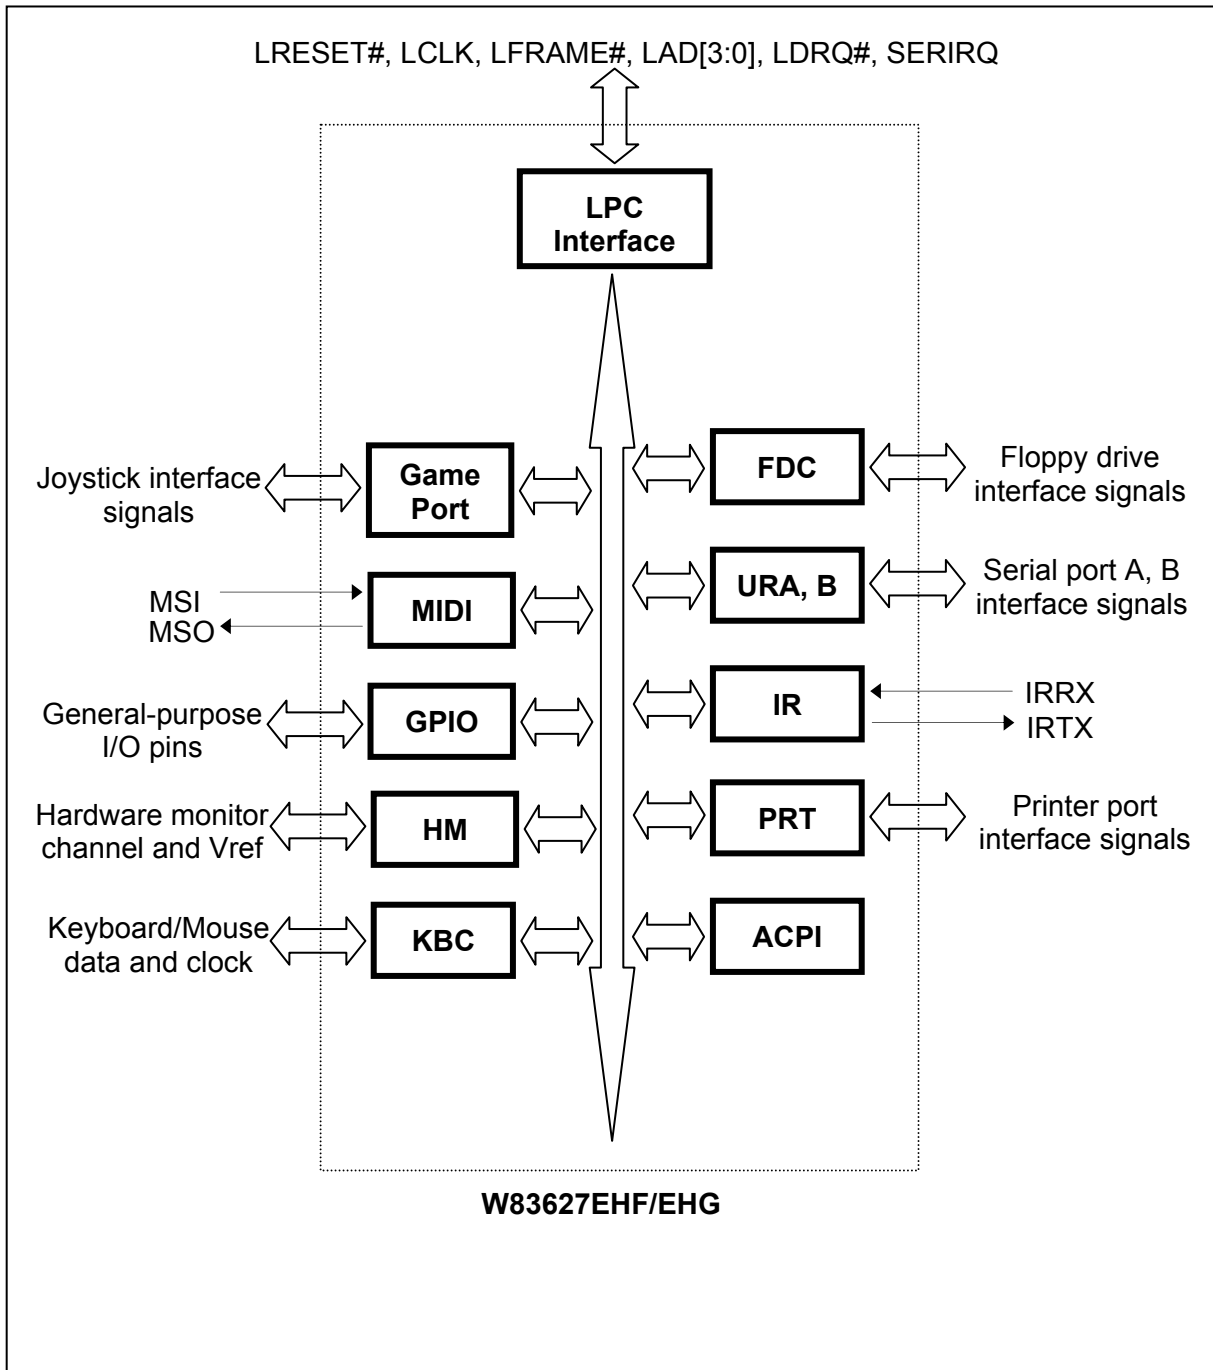 LRESET#, LCLK, LFRAME#, LAD[3:0], LDRQ#, SERIRQ
LPC
Interface
Joystick interface
signals
Game
Port
FDC
Floppy drive
interface signals
MSI
MSO
MIDI
URA, B
Serial port A, B
interface signals
General-purpose
I/O pins
GPIO
IR
IRRX
IRTX
Hardware monitor
channel and Vref
HM
PRT
Printer port
interface signals
Keyboard/Mouse
data and clock
KBC
ACPI
W83627EHF/EHG